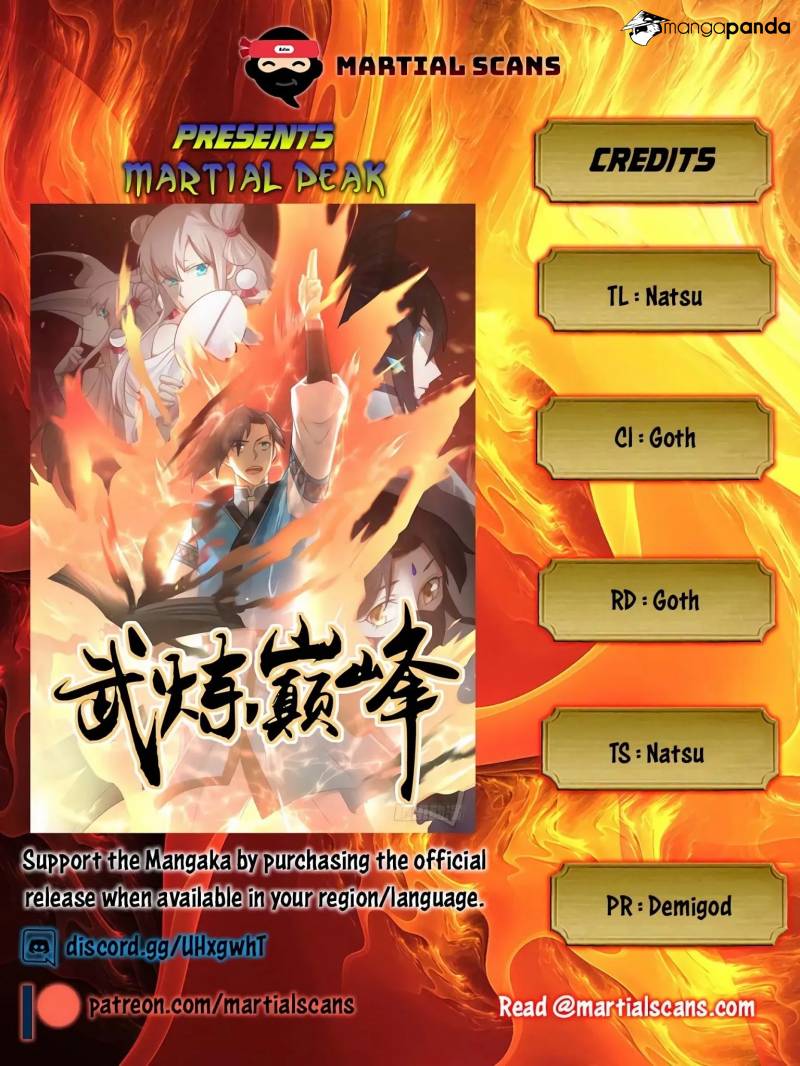 mangapanda
MARTIAL SCANS
PRESENTS
MARTIAL PEAK
武炼巅峰
Support the Mangaka by purchasing the official
release when available in your region/language.
discord.gg/UHxgwhT
patreon.com/martialscans
CREDITS
TL : Natsu
Cl : Goth
RD : Goth
TS : Natsu
PR : Demigod
Read @martialscans.com